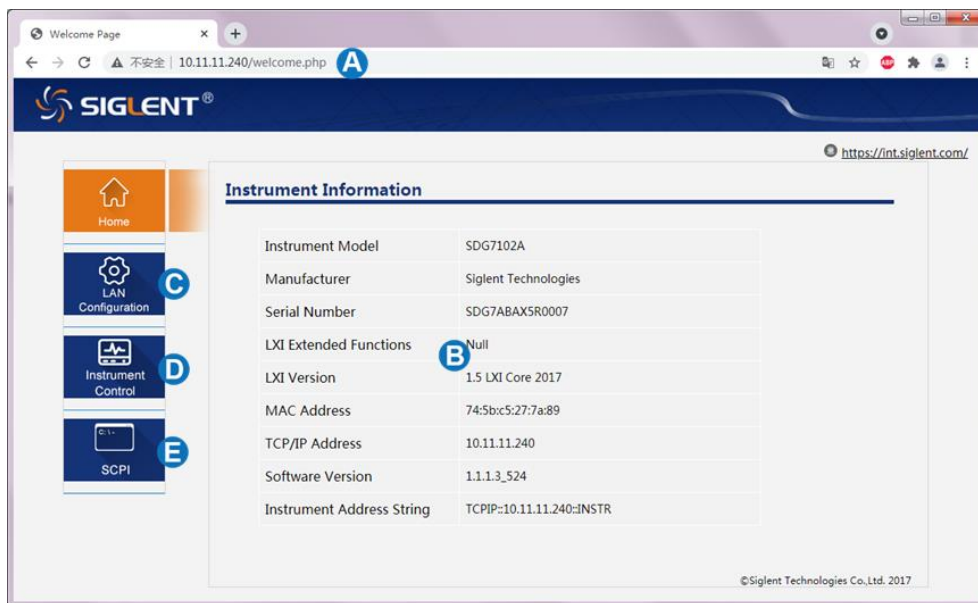 Welcome Page
不安全 | 10.11.11.240/welcome.php A
ABP
SIGLENT®
https://int.siglent.com/
Home
Instrument Information
Instrument Model SDG7102A
Manufacturer Siglent Technologies
Serial Number SDG7ABAX5R0007
LXI Extended Functions Null
B
LXI Version 1.5 LXI Core 2017
MAC Address 74:5b:c5:27:7a:89
TCP/IP Address 10.11.11.240
Software Version 1.1.1.3_524
Instrument Address String TCPIP::10.11.11.240::INSTR
LAN
Configuration
C
Instrument
Control
D
C:\-
SCPI
E
©Siglent Technologies Co.,Ltd. 2017